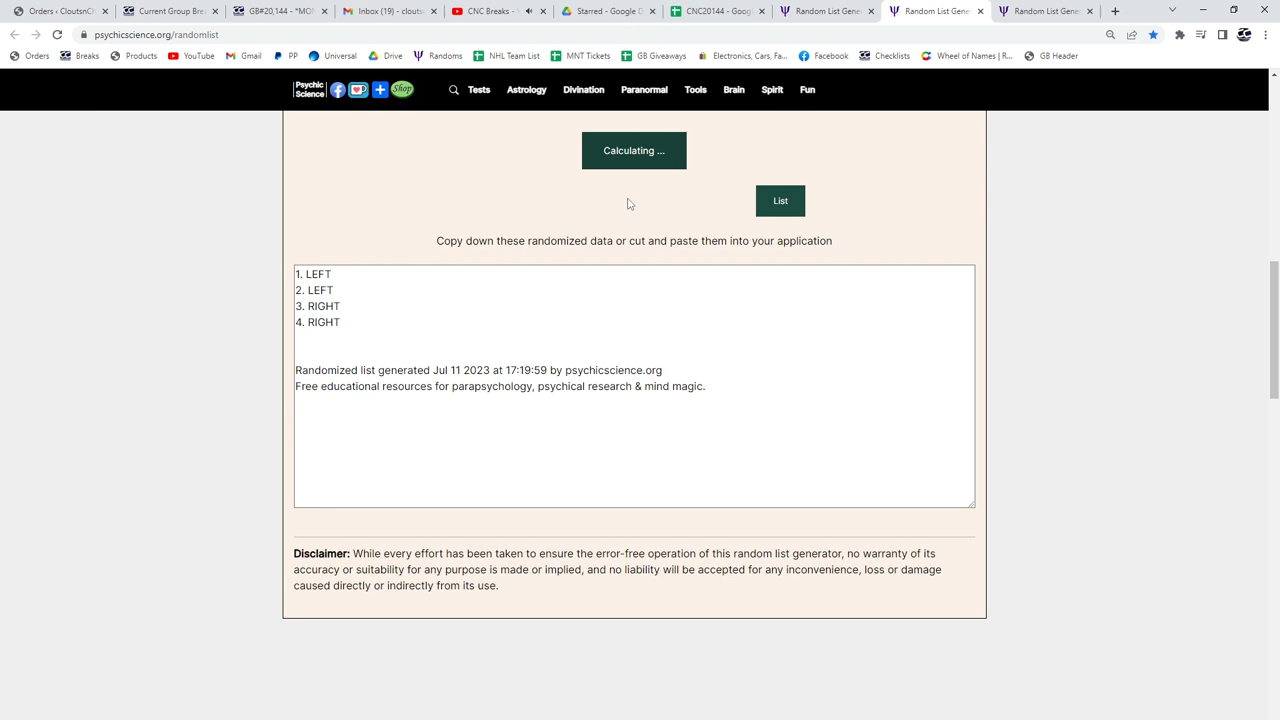 Orders ‹ CloutsnCh
Current Group Brea
GB#20,144 - *MON
Inbox (19) - clouts
CNC Breaks -
Starred - Google D
CNC20144 - Goog
Random List Gene
Random List Gene
Random List Gene
psychicscience.org/randomlist
Orders
Breaks
Products
YouTube
Gmail
PP
Universal
Drive
Randoms
NHL Team List
MNT Tickets
GB Giveaways
Electronics, Cars, Fa...
Facebook
Checklists
Wheel of Names | R...
GB Header
Psychic
Science
Shop
Tests
Astrology
Divination
Paranormal
Tools
Brain
Spirit
Fun
Calculating ...
List
Copy down these randomized data or cut and paste them into your application
1. LEFT
2. LEFT
3. RIGHT
4. RIGHT
Randomized list generated Jul 11 2023 at 17:19:59 by psychicscience.org
Free educational resources for parapsychology, psychical research & mind magic.
Disclaimer: While every effort has been taken to ensure the error-free operation of this random list generator, no warranty of its
accuracy or suitability for any purpose is made or implied, and no liability will be accepted for any inconvenience, loss or damage
caused directly or indirectly from its use.